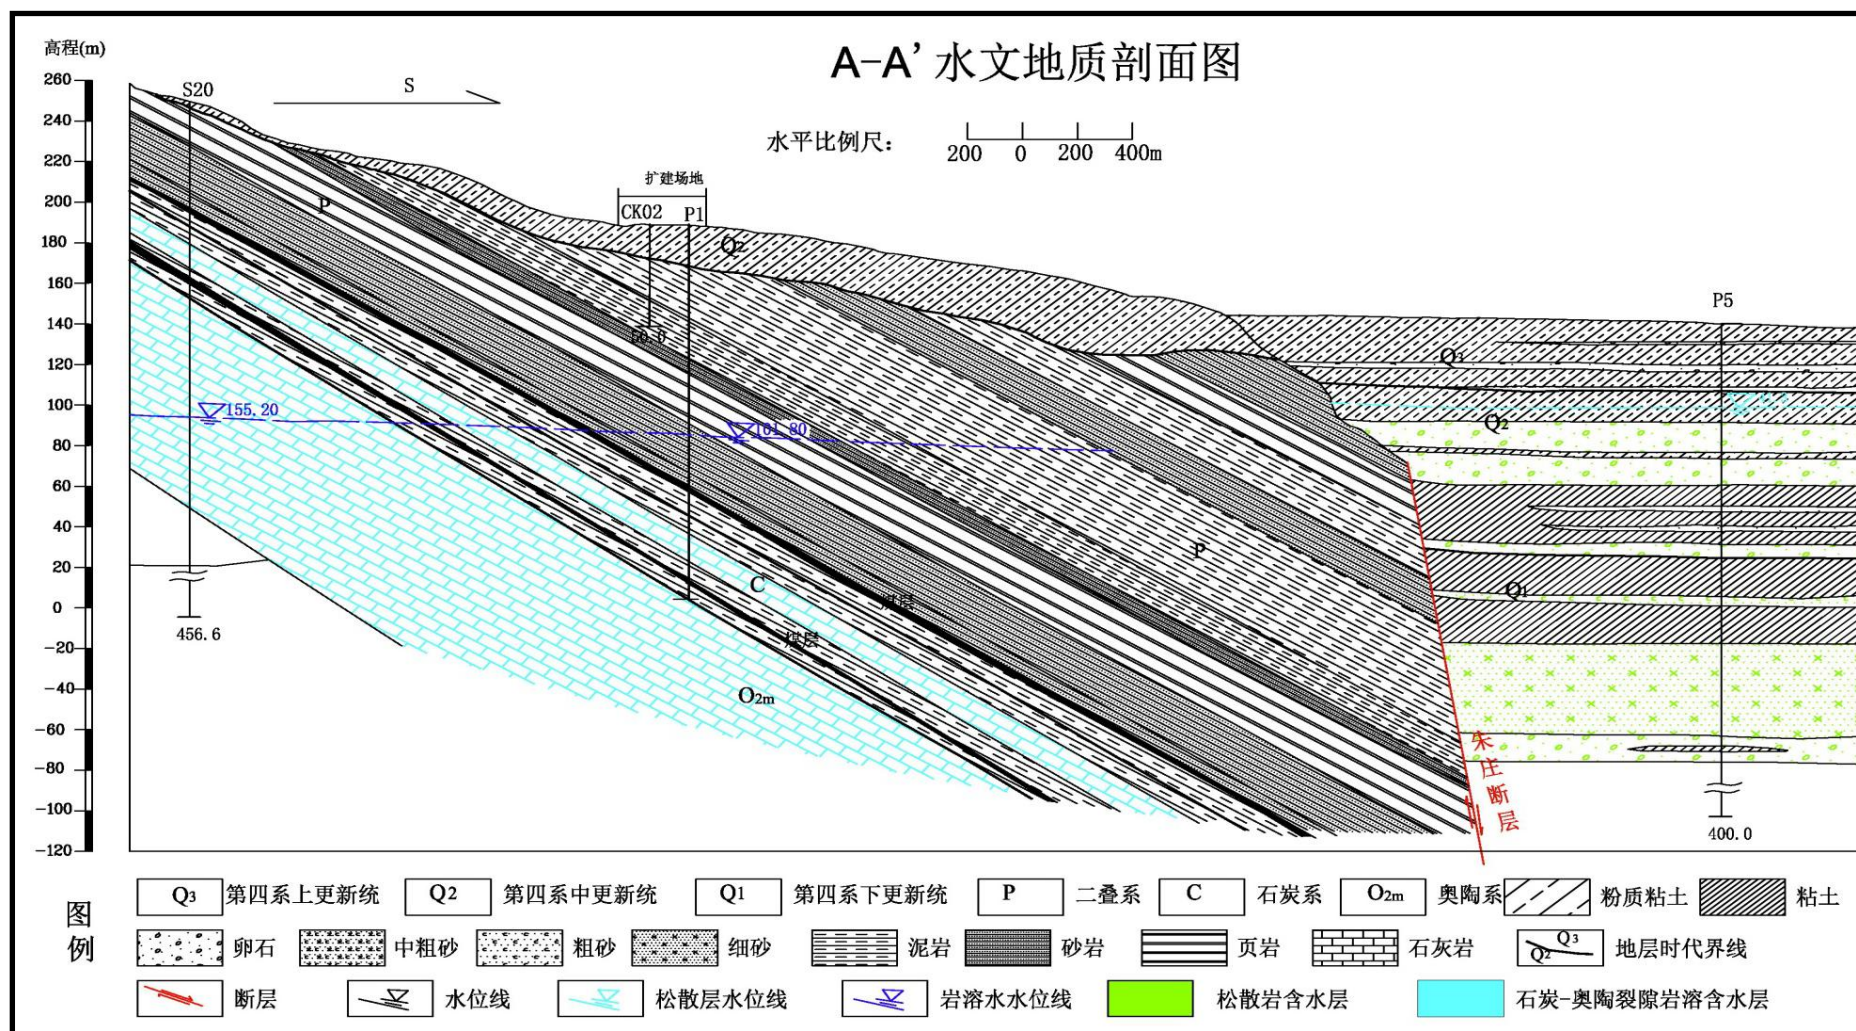 高程(m)
A-A' 水文地质剖面图
260
240
220
200
180
160
140
120
100
80
60
40
20
0
-20
-40
-60
-80
-100
-120
S
水平比例尺:
200 0 200 400m
S20
扩建场地
CK02 P1
P5
P
Q2
50.0
Q3
155.20
101.80
Q2
P
C
煤层
Q1
煤层
456.6
O2m
朱庄断层
400.0
图例
Q3 第四系上更新统 Q2 第四系中更新统 Q1 第四系下更新统 P 二叠系 C 石炭系 O2m 奥陶系 粉质粘土 粘土
卵石 中粗砂 粗砂 细砂 泥岩 砂岩 页岩 石灰岩 Q3 Q2 地层时代界线
断层 水位线 松散层水位线 岩溶水水位线 松散岩含水层 石炭-奥陶裂隙岩溶含水层